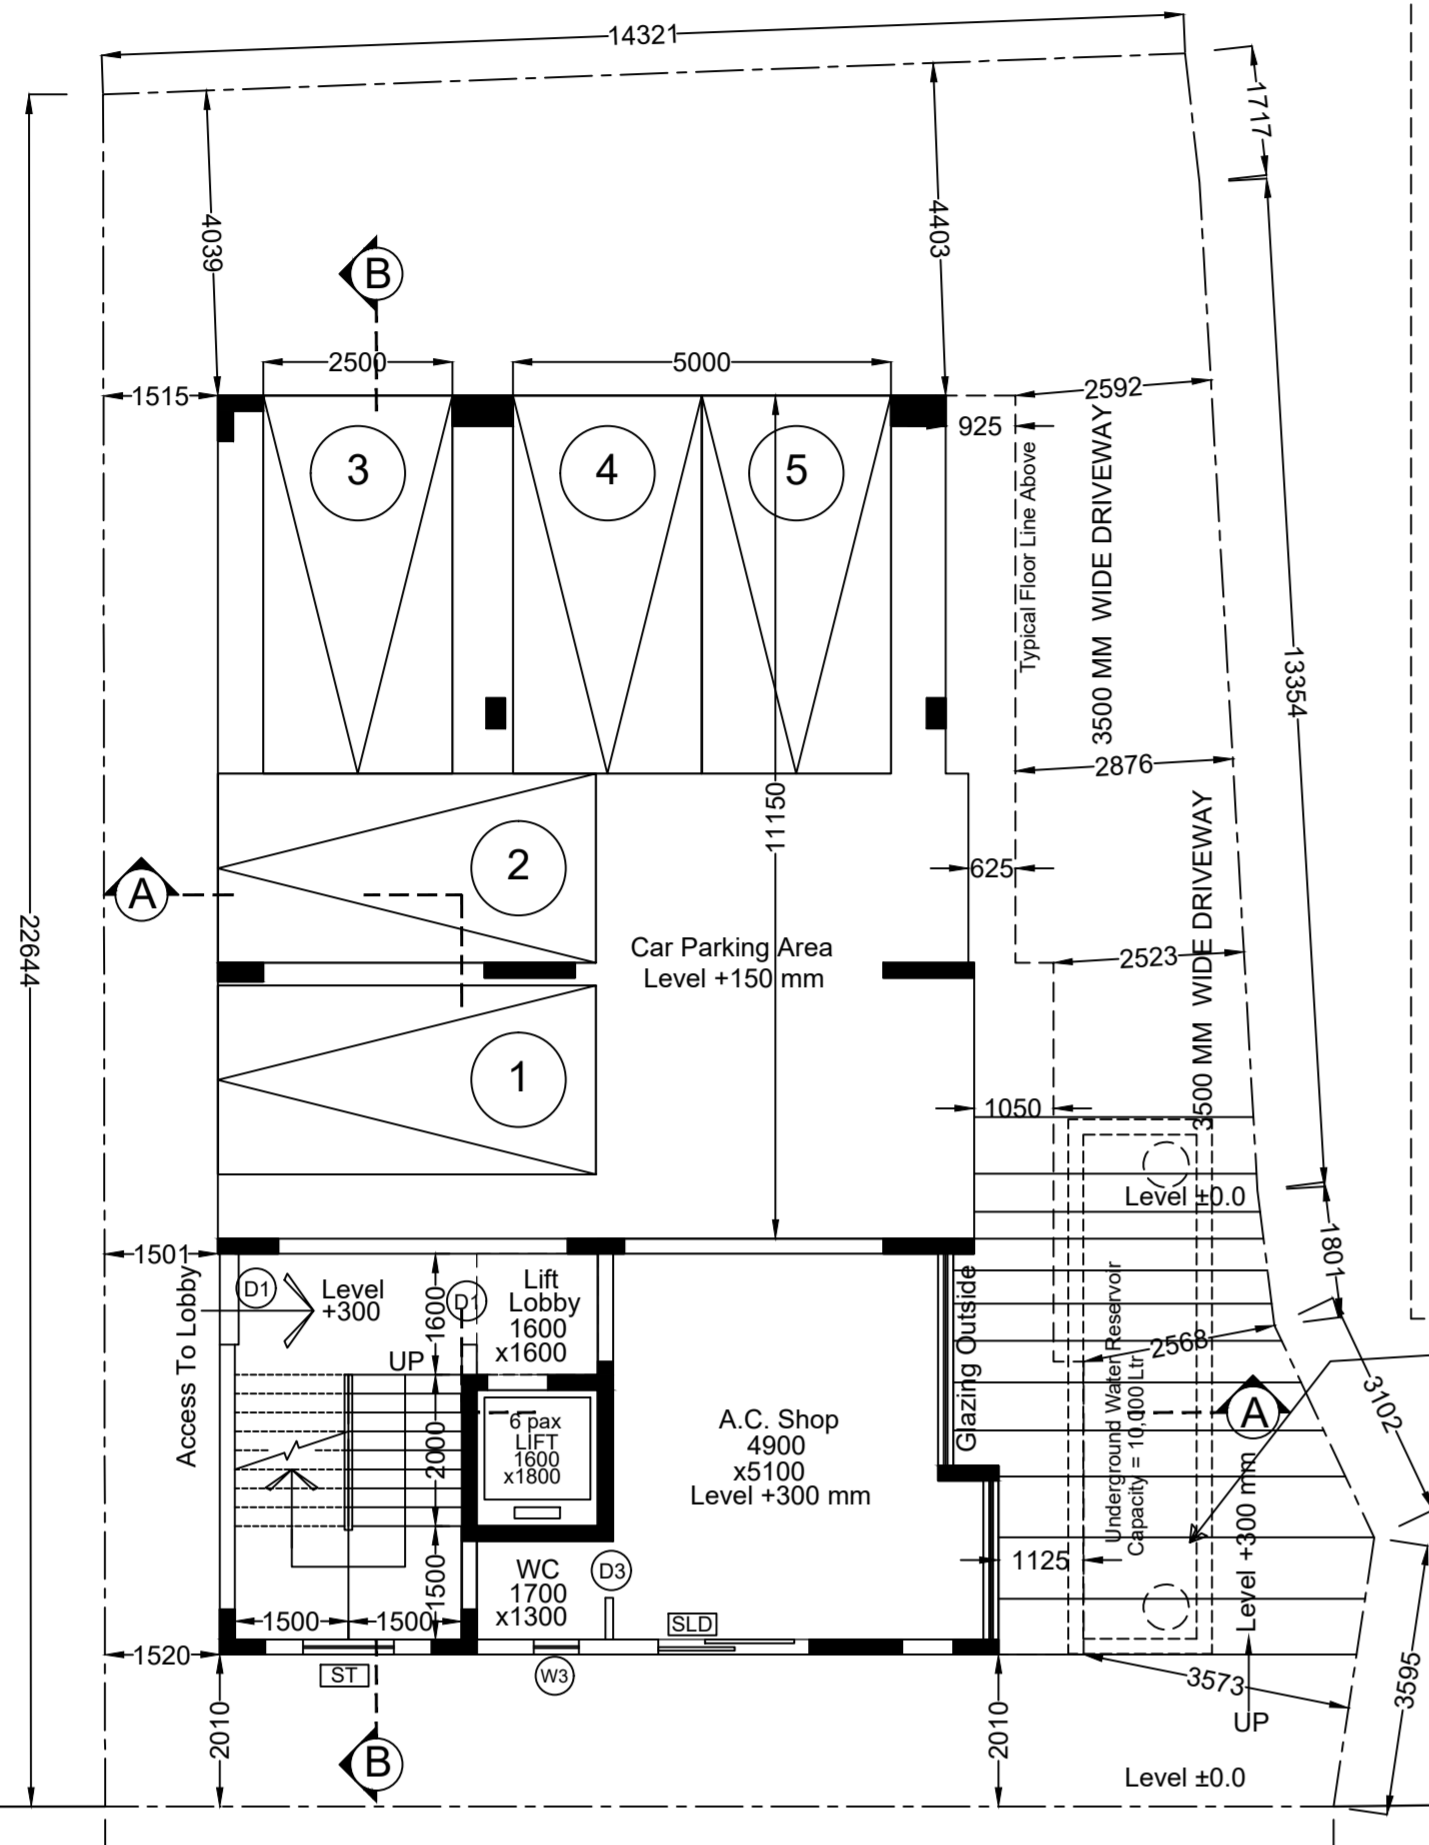 14321
1717
22644
4039
4403
B
2500
5000
1515
2592
925
3
4
5
Typical Floor Line Above
3500 MM WIDE DRIVEWAY
13354
2876
11150
2
625
A
3500 MM WIDE DRIVEWAY
Car Parking Area
Level +150 mm
2523
1
1050
Level ±0.0
1501
1801
Access To Lobby
D1
Level
+300
1600
D1
Lift
Lobby
1600
x1600
Glazing Outside
Underground Water Reservoir
Capacity = 10,000 Ltr
2568
UP
3102
2000
6 pax
LIFT
1600
x1800
A.C. Shop
4900
x5100
Level +300 mm
A
Level +300 mm
1500
WC
1700
x1300
D3
1125
1500
1500
SLD
1520
ST
W3
3573
3595
2010
2010
UP
B
Level ±0.0